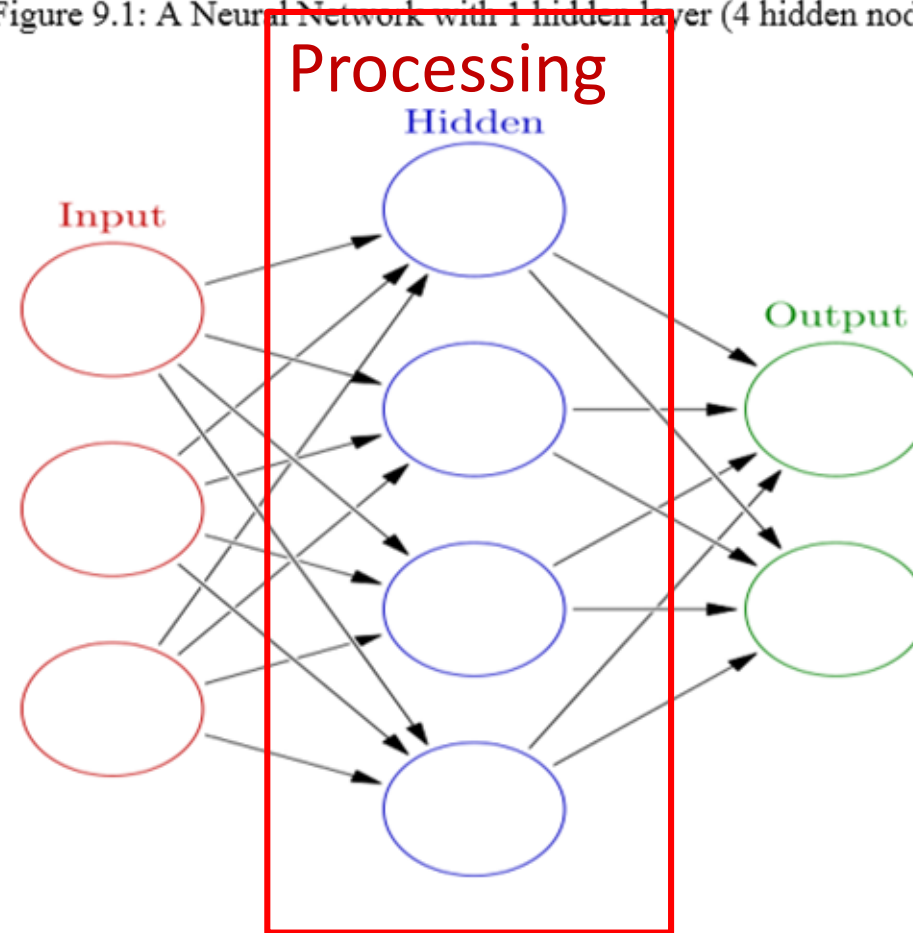 Figure 9.1: A Neural Network with 1 hidden layer (4 hidden nod
Processing
Hidden
Input
Output